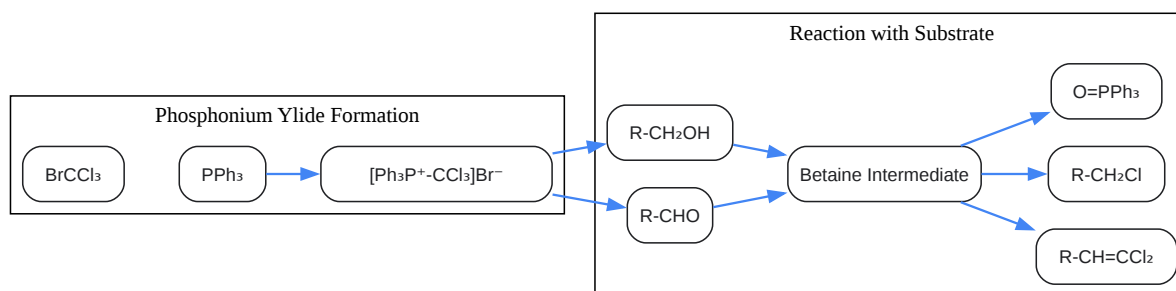 Phosphonium Ylide Formation
BrCCl₃
PPh₃
[Ph₃P⁺-CCl₃]Br⁻
Reaction with Substrate
R-CH₂OH
R-CHO
Betaine Intermediate
O=PPh₃
R-CH₂Cl
R-CH=CCl₂